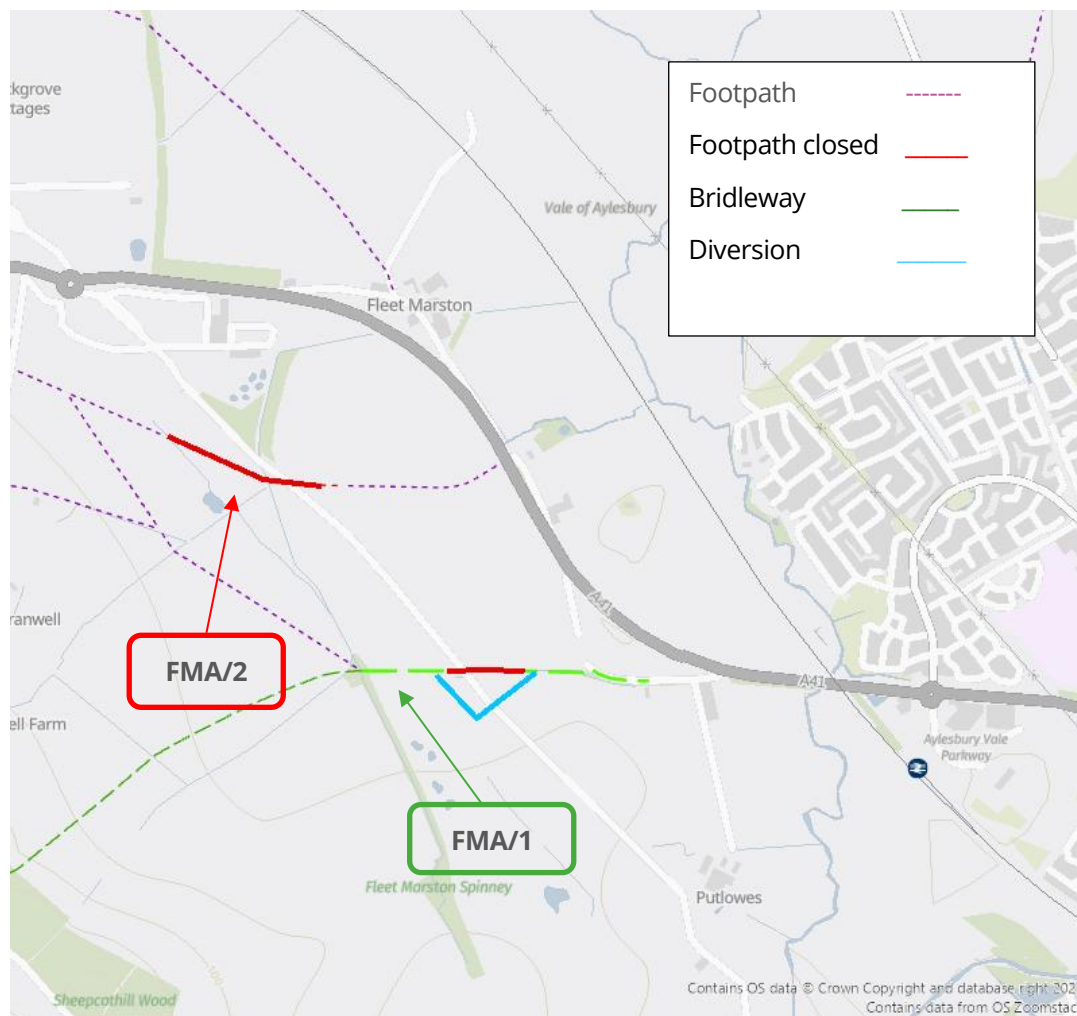 ckgrove
tages
Footpath
Footpath closed
Bridleway
Diversion
Vale of Aylesbury
Fleet Marston
A41
ranwell
FMA/2
A41
ell Farm
Aylesbury Vale
Parkway
FMA/1
Fleet Marston Spinney
Putlowes
100
Contains OS data © Crown Copyright and database right 202
Sheepcothill Wood
Contains data from OS Zoomstac